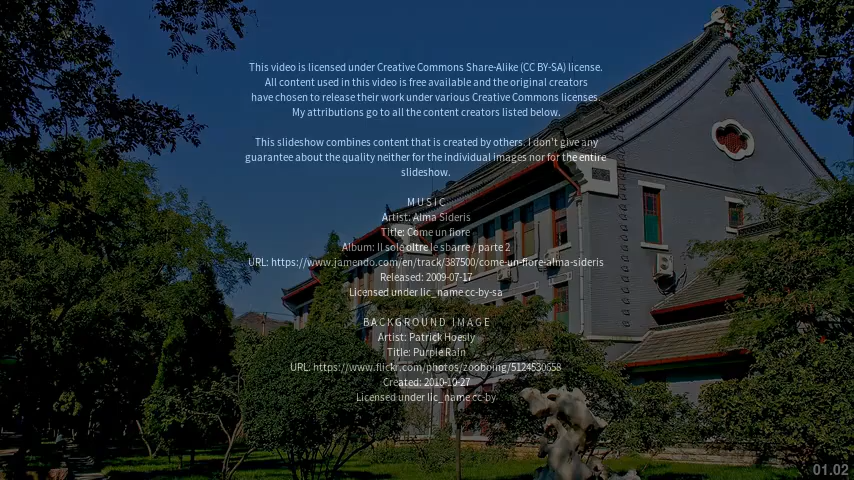 This video is licensed under Creative Commons Share-Alike (CC BY-SA) license.
All content used in this video is free available and the original creators
have chosen to release their work under various Creative Commons licenses.
My attributions go to all the content creators listed below.
This slideshow combines content that is created by others. I don't give any
guarantee about the quality neither for the individual images nor for the entire
slideshow.
MUSIC
Artist: Alma Sideris
Title: Come un fiore
Album: Il sole oltre le sbarre / parte 2
URL: https://www.jamendo.com/en/track/387500/come-un-fiore-alma-sideris
Released: 2009-07-17
Licensed under lic_name cc-by-sa
BACKGROUND IMAGE
Artist: Patrick Hoesly
Title: Purple Rain
URL: https://www.flickr.com/photos/zooboing/5124530658
Created: 2010-10-27
Licensed under lic_name cc-by
01.02